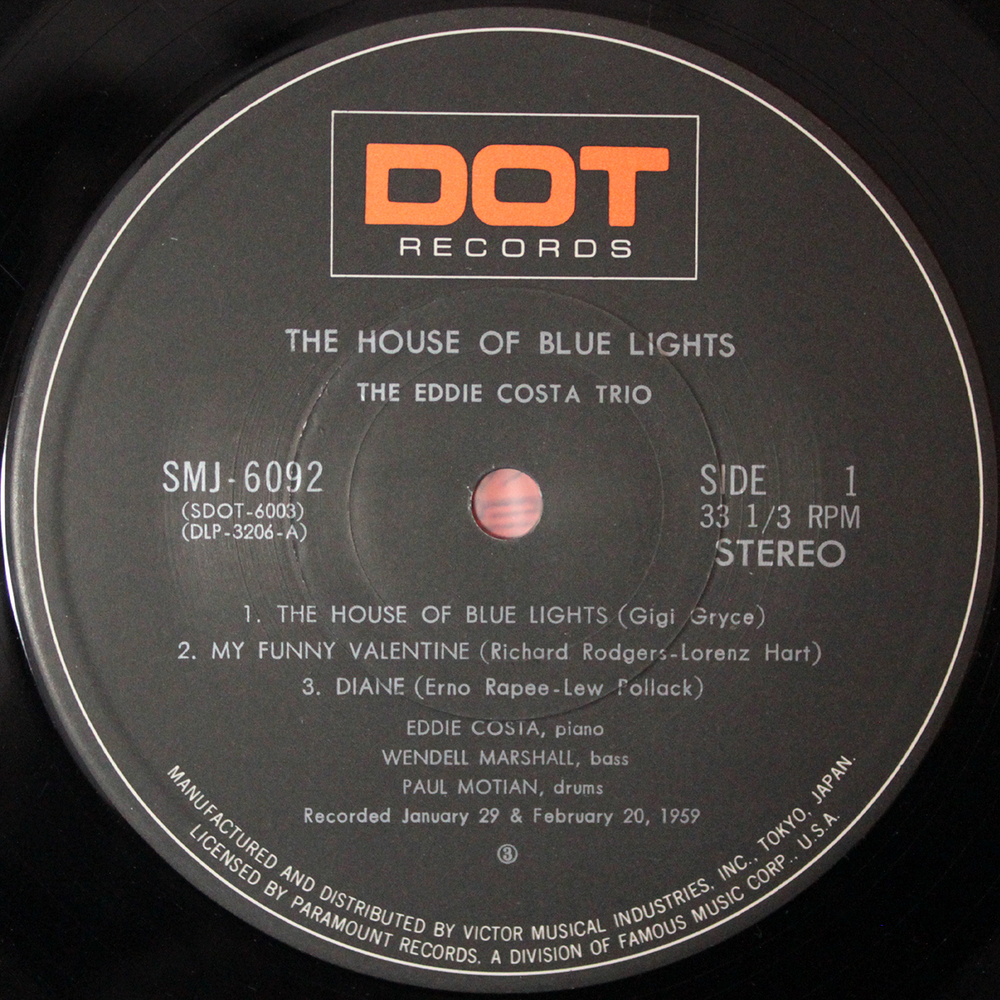 DOT
RECORDS
THE HOUSE OF BLUE LIGHTS
THE EDDIE COSTA TRIO
SMJ-6092
(SDOT-6003)
(DLP-3206-A)
SIDE 1
33 1/3 RPM
STEREO
1. THE HOUSE OF BLUE LIGHTS (Gigi Gryce)
2. MY FUNNY VALENTINE (Richard Rodgers-Lorenz Hart)
3. DIANE (Erno Rapee-Lew Pollack)
EDDIE COSTA, piano
WENDELL MARSHALL, bass
PAUL MOTIAN, drums
Recorded January 29 & February 20, 1959
③
MANUFACTURED AND DISTRIBUTED BY VICTOR MUSICAL INDUSTRIES, INC., TOKYO, JAPAN.
LICENSED BY PARAMOUNT RECORDS, A DIVISION OF FAMOUS MUSIC CORP., U.S.A.